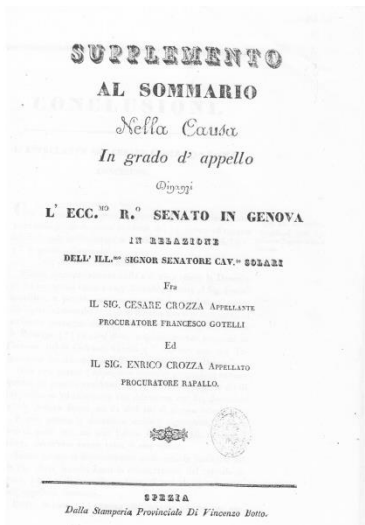 SUPPLEMENTO
AL SOMMARIO
Nella Causa
In grado d' appello
Dinanzi
L' ECC.MO R.O SENATO IN GENOVA
IN RELAZIONE
DELL' ILL.MO SIGNOR SENATORE CAV.RE SOLARI
Fra
IL SIG. CESARE CROZZA APPELLANTE
PROCURATORE FRANCESCO GOTELLI
Ed
IL SIG. ENRICO CROZZA APPELLATO
PROCURATORE RAPALLO.
SPEZIA
Dalla Stamperia Provinciale Di Vincenzo Botto.